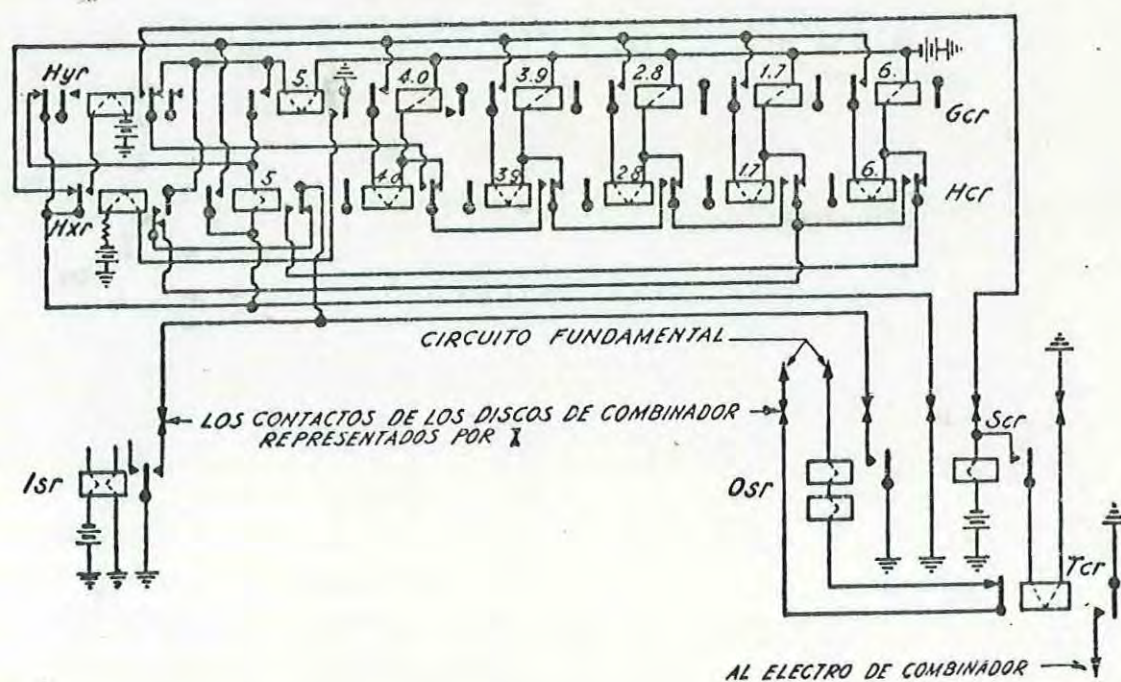 Hyr
5.
4.0
3.9
2.8
1.7
6.
Gcr
Hxr
5
4.0
3.9
2.8
1.7
6.
Hcr
CIRCUITO FUNDAMENTAL
LOS CONTACTOS DE LOS DISCOS DE COMBINADOR
REPRESENTADOS POR X
Isr
Osr
Scr
Tcr
AL ELECTRO DE COMBINADOR